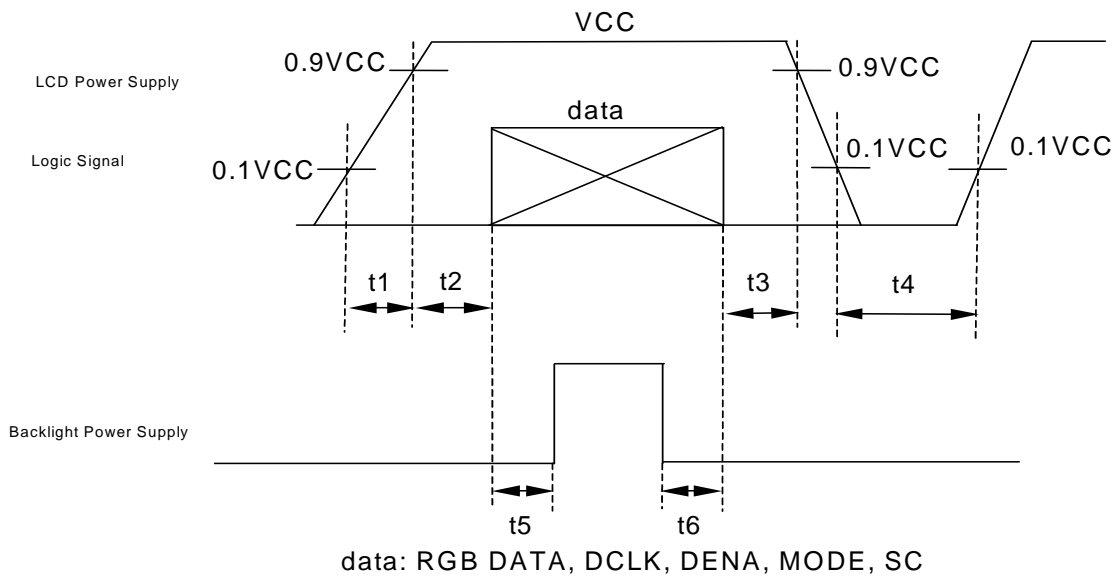 VCC
0.9VCC
0.9VCC
LCD Power Supply
data
Logic Signal
0.1VCC
0.1VCC
0.1VCC
t1
t2
t3
t4
Backlight Power Supply
t5
t6
data: RGB DATA, DCLK, DENA, MODE, SC